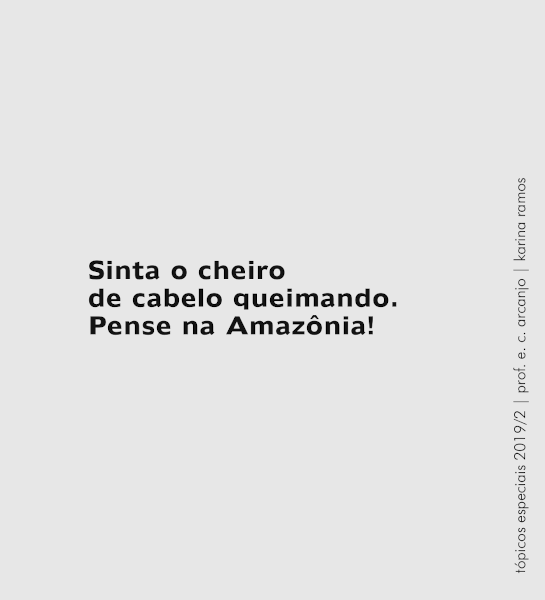 Sinta o cheiro
de cabelo queimando.
Pense na Amazônia!
tópicos especiais 2019/2 | prof. e. c. arcanjo | karina ramos